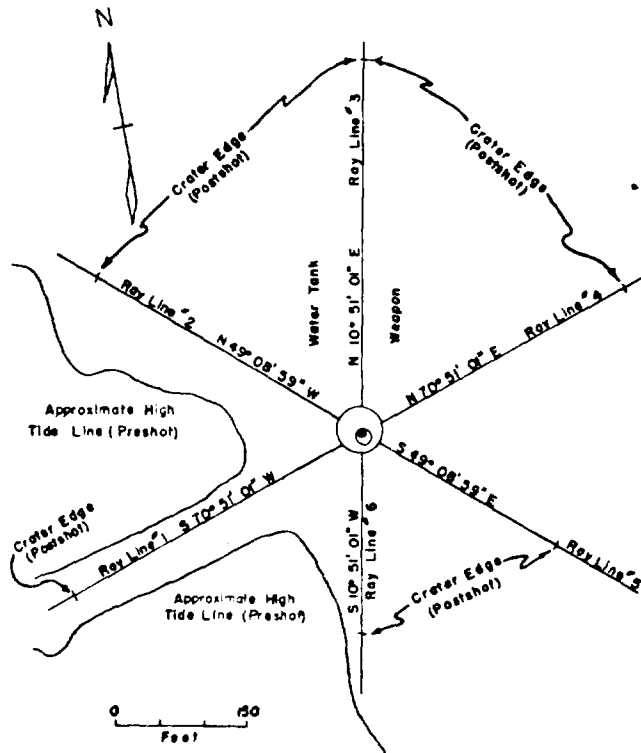 N
Crater Edge
(Postshot)
Ray Line # 3
Crater Edge
(Postshot)
Ray Line #2
N 49° 08' 59" W
Water Tank
N 10° 51' 01" E
Weapon
N 70° 51' 01" E
Ray Line #4
Approximate High
Tide Line (Preshot)
S 49° 08' 59" E
Ray Line #5
Crater Edge
(Postshot)
Ray Line #1 S 70° 51' 01" W
S 10° 51' 01" W
Ray Line #6
Crater Edge
(Postshot)
Approximate High
Tide Line (Preshot)
0 150
Feet